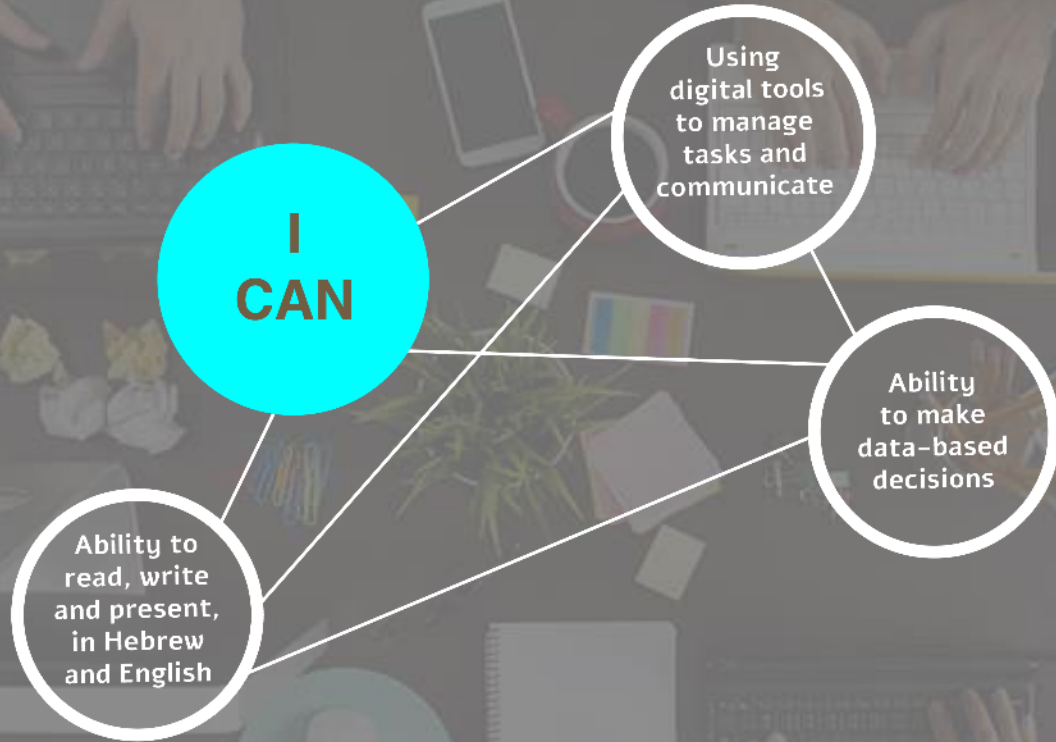 I
CAN
Using
digital tools
to manage
tasks and
communicate
Ability
to make
data-based
decisions
Ability to
read, write
and present,
in Hebrew
and English